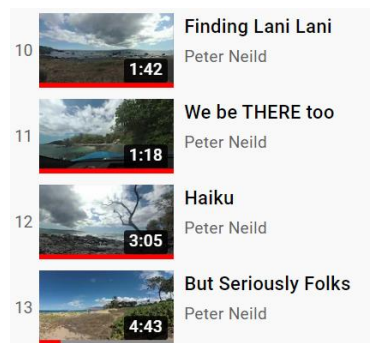 10
1:42
Finding Lani Lani
Peter Neild
11
1:18
We be THERE too
Peter Neild
12
3:05
Haiku
Peter Neild
13
4:43
But Seriously Folks
Peter Neild